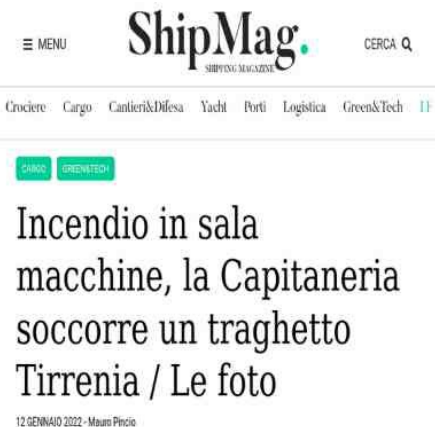 ≡ MENU ShipMag. CERCA
SHIPPING MAGAZINE
Crociere Cargo Cantieri&Difesa Yacht Porti Logistica Green&Tech
CARGO GREEN&TECH
Incendio in sala
macchine, la Capitaneria
soccorre un traghetto
Tirrenia / Le foto
12 GENNAIO 2022 - Mauro Pincio